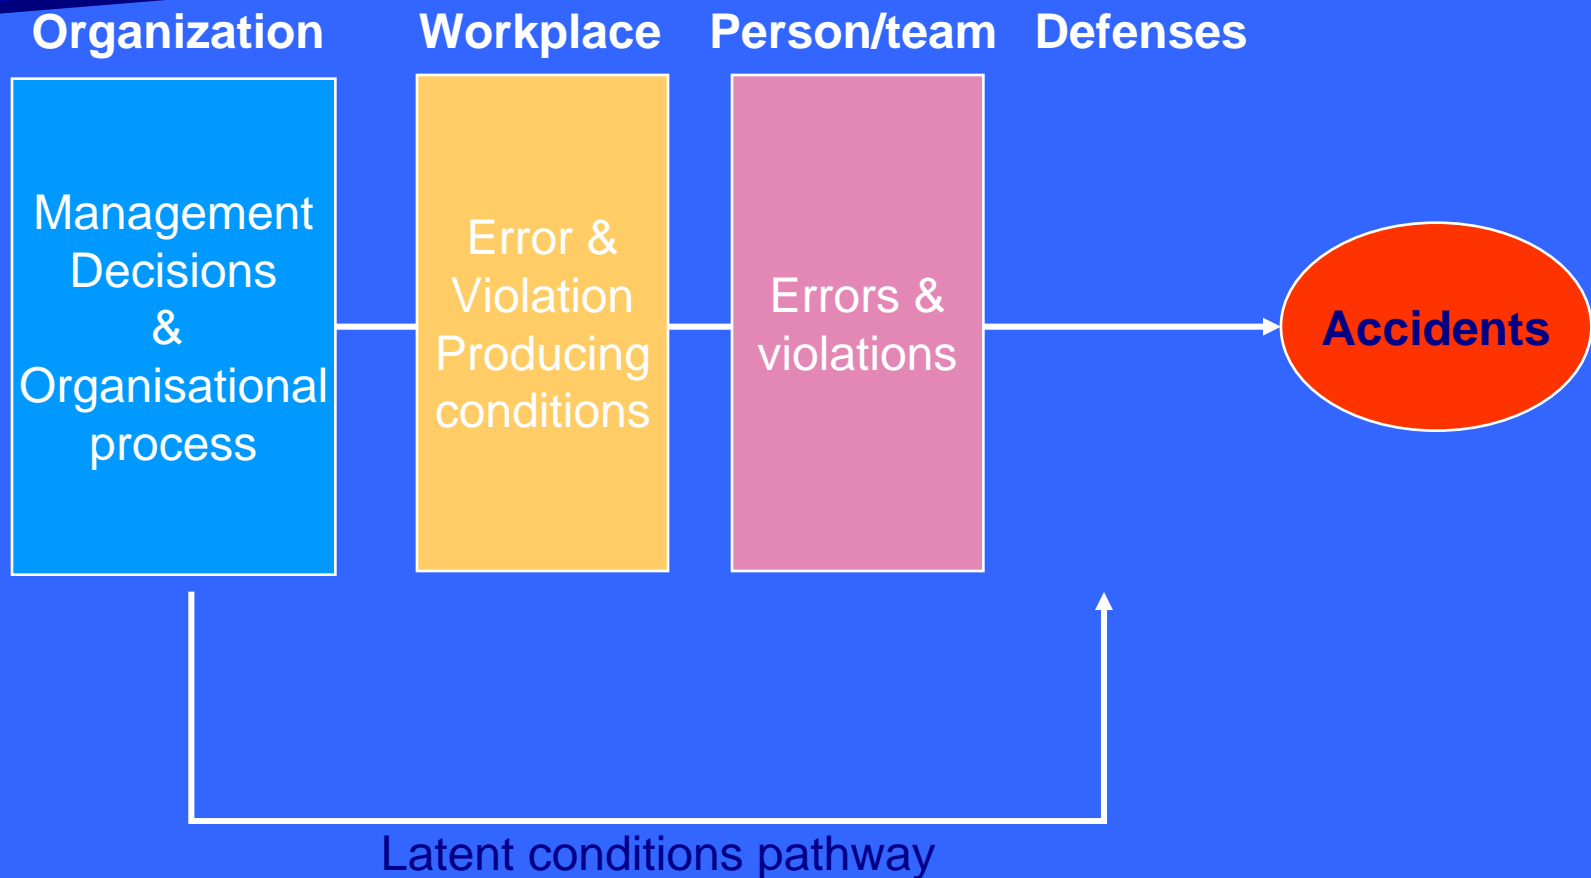 Organization Workplace Person/team Defenses
Management
Decisions
&
Organisational
process
Error &
Violation
Producing
conditions
Errors &
violations
Accidents
Latent conditions pathway